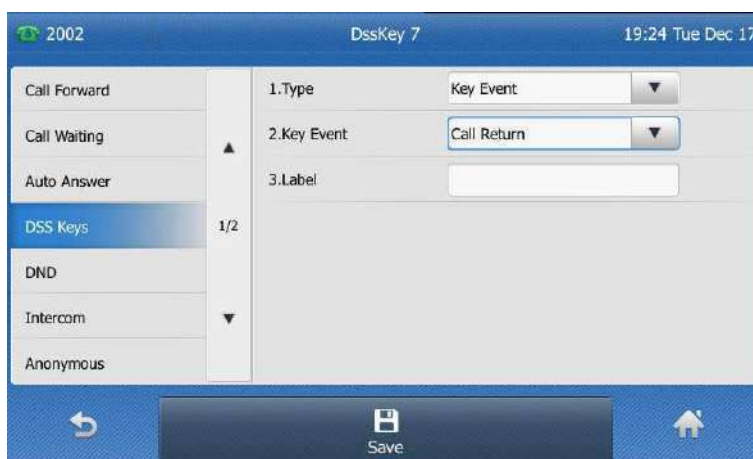 2002 DssKey 7 19:24 Tue Dec 17
Call Forward
Call Waiting
Auto Answer
DSS Keys
DND
Intercom
Anonymous
1/2
1.Type Key Event
2.Key Event Call Return
3.Label
Save